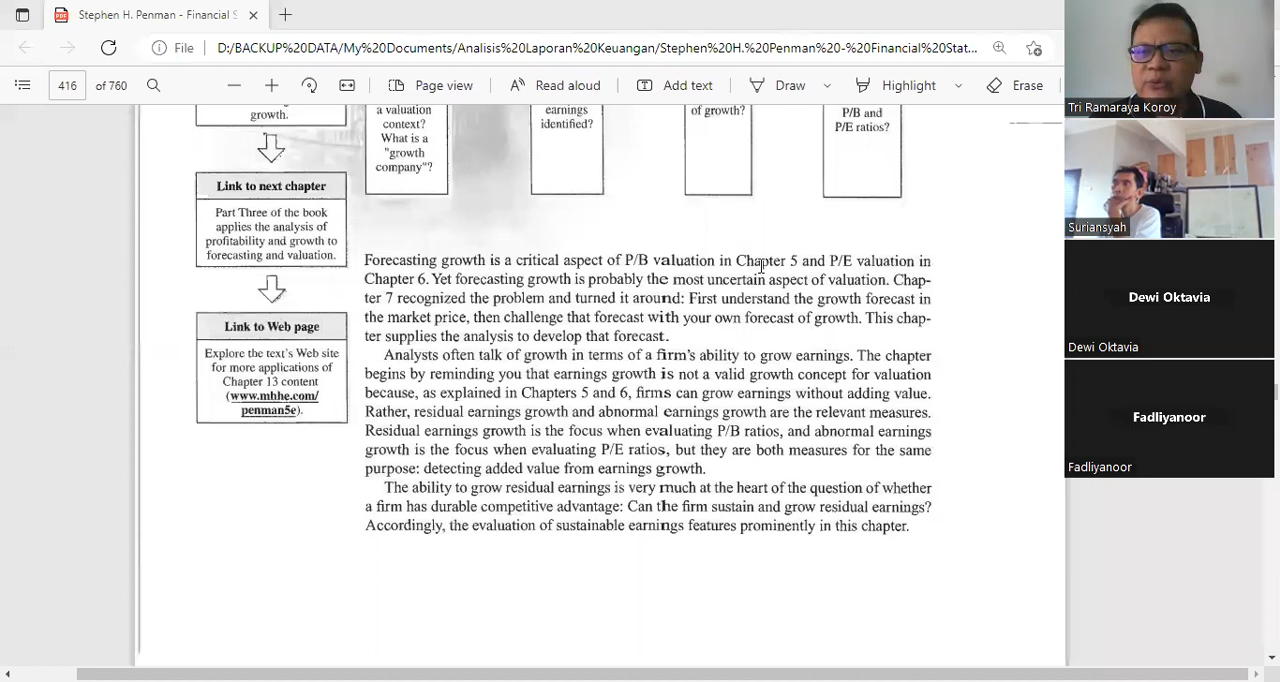 Stephen H. Penman - Financial S
File
D:/BACKUP%20DATA/My%20Documents/Analisis%20Laporan%20Keuangan/Stephen%20H.%20Penman%20-%20Financial%20Stat...
416 of 760
Page view
Read aloud
Add text
Draw
Highlight
Erase
growth.
a valuation
context?
What is a
"growth
company"?
earnings
identified?
of growth?
P/B and
P/E ratios?
Link to next chapter
Part Three of the book
applies the analysis of
profitability and growth to
forecasting and valuation.
Link to Web page
Explore the text's Web site
for more applications of
Chapter 13 content
(www.mhhe.com/
penman5e).
Forecasting growth is a critical aspect of P/B valuation in Chapter 5 and P/E valuation in
Chapter 6. Yet forecasting growth is probably the most uncertain aspect of valuation. Chap-
ter 7 recognized the problem and turned it around: First understand the growth forecast in
the market price, then challenge that forecast with your own forecast of growth. This chap-
ter supplies the analysis to develop that forecast.
Analysts often talk of growth in terms of a firm's ability to grow earnings. The chapter
begins by reminding you that earnings growth is not a valid growth concept for valuation
because, as explained in Chapters 5 and 6, firms can grow earnings without adding value.
Rather, residual earnings growth and abnormal earnings growth are the relevant measures.
Residual earnings growth is the focus when evaluating P/B ratios, and abnormal earnings
growth is the focus when evaluating P/E ratios, but they are both measures for the same
purpose: detecting added value from earnings growth.
The ability to grow residual earnings is very much at the heart of the question of whether
a firm has durable competitive advantage: Can the firm sustain and grow residual earnings?
Accordingly, the evaluation of sustainable earnings features prominently in this chapter.
Tri Ramaraya Koroy
Suriansyah
Dewi Oktavia
Dewi Oktavia
Fadliyanoor
Fadliyanoor